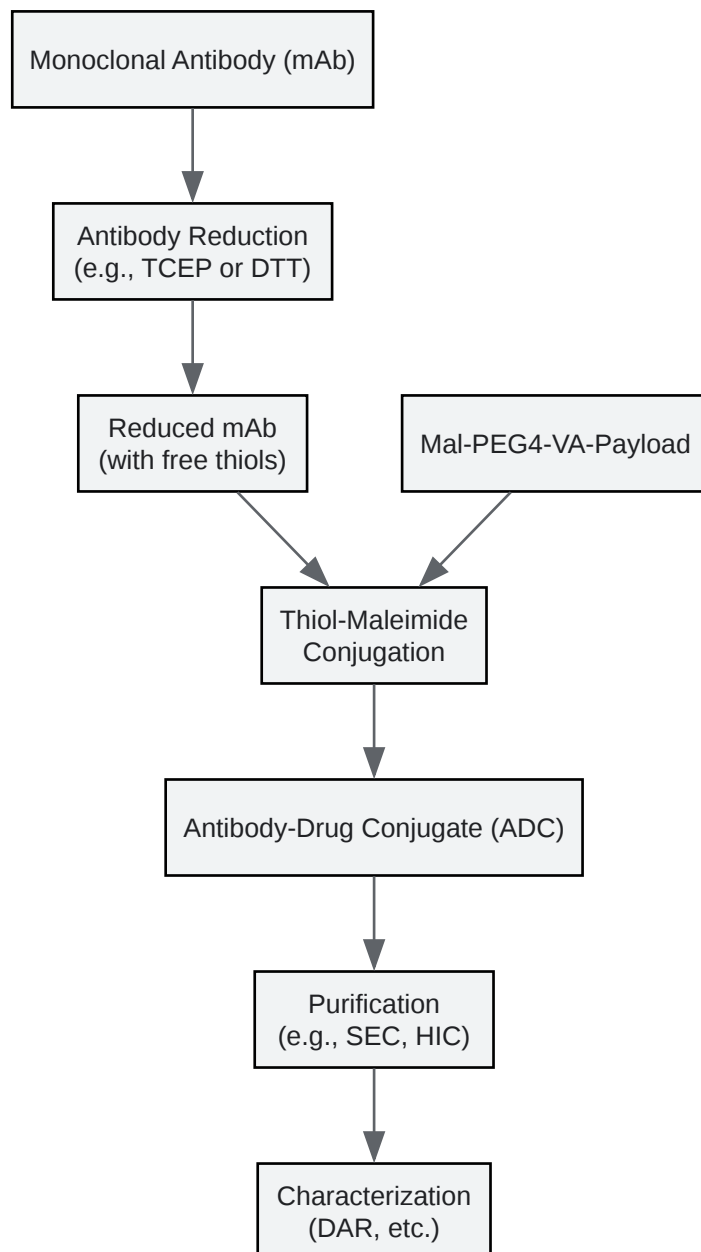 Monoclonal Antibody (mAb)
Antibody Reduction
(e.g., TCEP or DTT)
Reduced mAb
(with free thiols)
Mal-PEG4-VA-Payload
Thiol-Maleimide
Conjugation
Antibody-Drug Conjugate (ADC)
Purification
(e.g., SEC, HIC)
Characterization
(DAR, etc.)